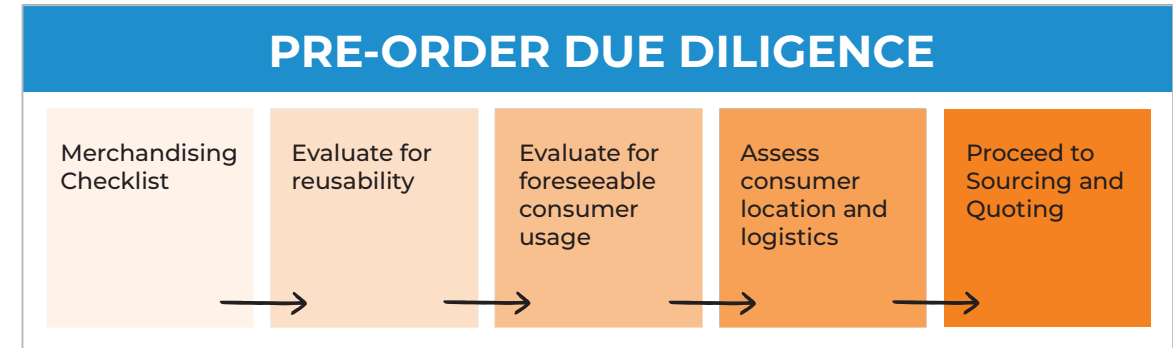 PRE-ORDER DUE DILIGENCE
Merchandising
Checklist
Evaluate for
reusability
Evaluate for
foreseeable
consumer
usage
Assess
consumer
location and
logistics
Proceed to
Sourcing and
Quoting